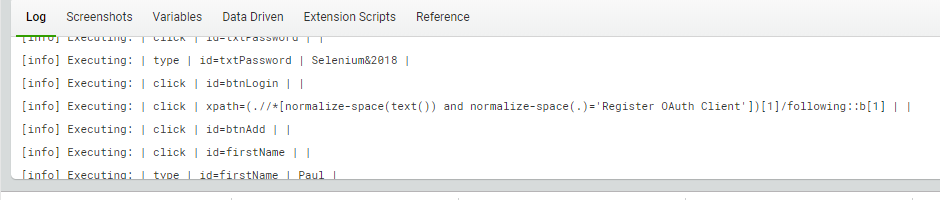 Log Screenshots Variables Data Driven Extension Scripts Reference
[info] Executing: | click | id=txtPassword | |
[info] Executing: | type | id=txtPassword | Selenium&2018 |
[info] Executing: | click | id=btnLogin | |
[info] Executing: | click | xpath=(.//*[normalize-space(text()) and normalize-space(.)='Register OAuth Client'])[1]/following::b[1] | |
[info] Executing: | click | id=btnAdd | |
[info] Executing: | click | id=firstName | |
[info] Executing: | type | id=firstName | Paul |